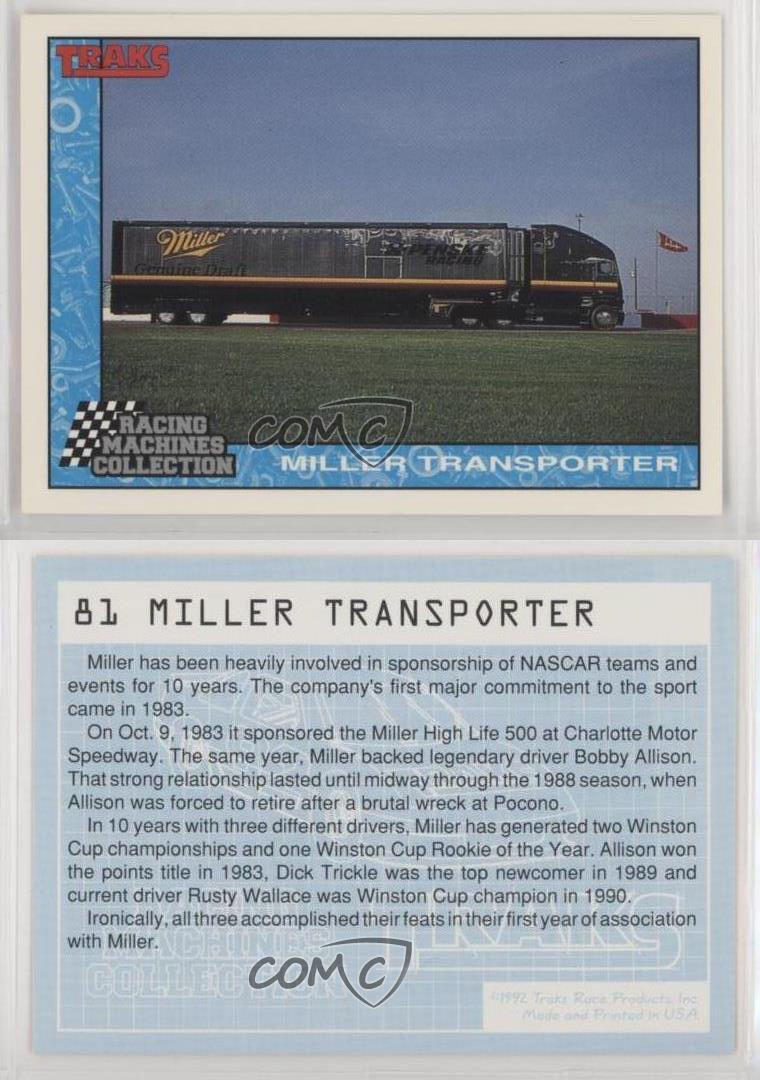 TRAKS
Miller
Genuine Draft
PENSKE
RACING
RACING
MACHINES
COLLECTION
MILLER TRANSPORTER
COMC
81 MILLER TRANSPORTER
Miller has been heavily involved in sponsorship of NASCAR teams and
events for 10 years. The company's first major commitment to the sport
came in 1983.
On Oct. 9, 1983 it sponsored the Miller High Life 500 at Charlotte Motor
Speedway. The same year, Miller backed legendary driver Bobby Allison.
That strong relationship lasted until midway through the 1988 season, when
Allison was forced to retire after a brutal wreck at Pocono.
In 10 years with three different drivers, Miller has generated two Winston
Cup championships and one Winston Cup Rookie of the Year. Allison won
the points title in 1983, Dick Trickle was the top newcomer in 1989 and
current driver Rusty Wallace was Winston Cup champion in 1990.
Ironically, all three accomplished their feats in their first year of association
with Miller.
TRAKS
RACING
MACHINES
COLLECTION
COMC
©1992 Traks Race Products, Inc.
Made and Printed in U.S.A.